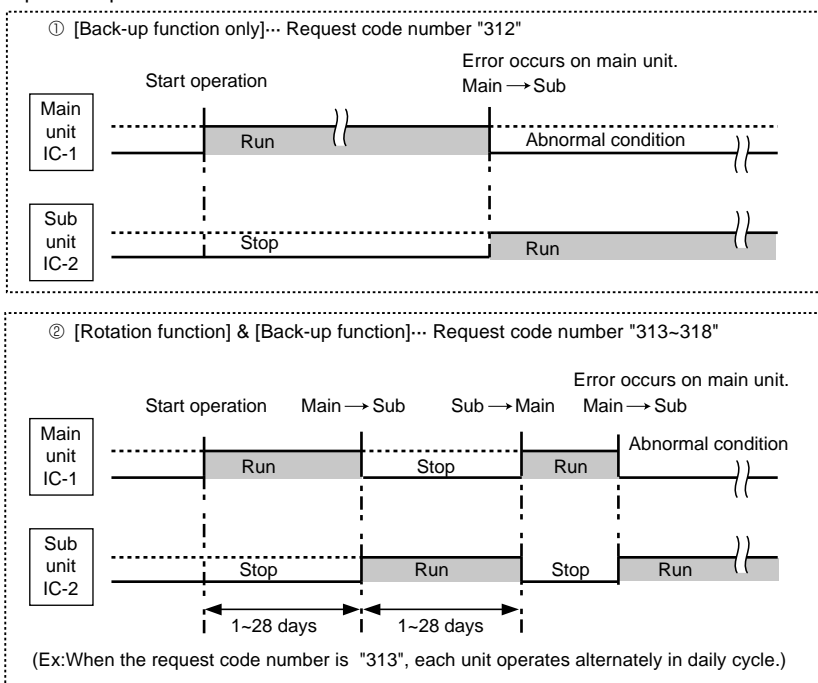 ① [Back-up function only]··· Request code number "312"
Error occurs on main unit.
Start operation
Main → Sub
Main
unit
IC-1
Run
Abnormal condition
Sub
unit
IC-2
Stop
Run
② [Rotation function] & [Back-up function]··· Request code number "313~318"
Error occurs on main unit.
Start operation Main → Sub Sub → Main Main → Sub
Main
unit
IC-1
Run
Stop
Run
Abnormal condition
Sub
unit
IC-2
Stop
Run
Stop
Run
1~28 days 1~28 days
(Ex:When the request code number is "313", each unit operates alternately in daily cycle.)